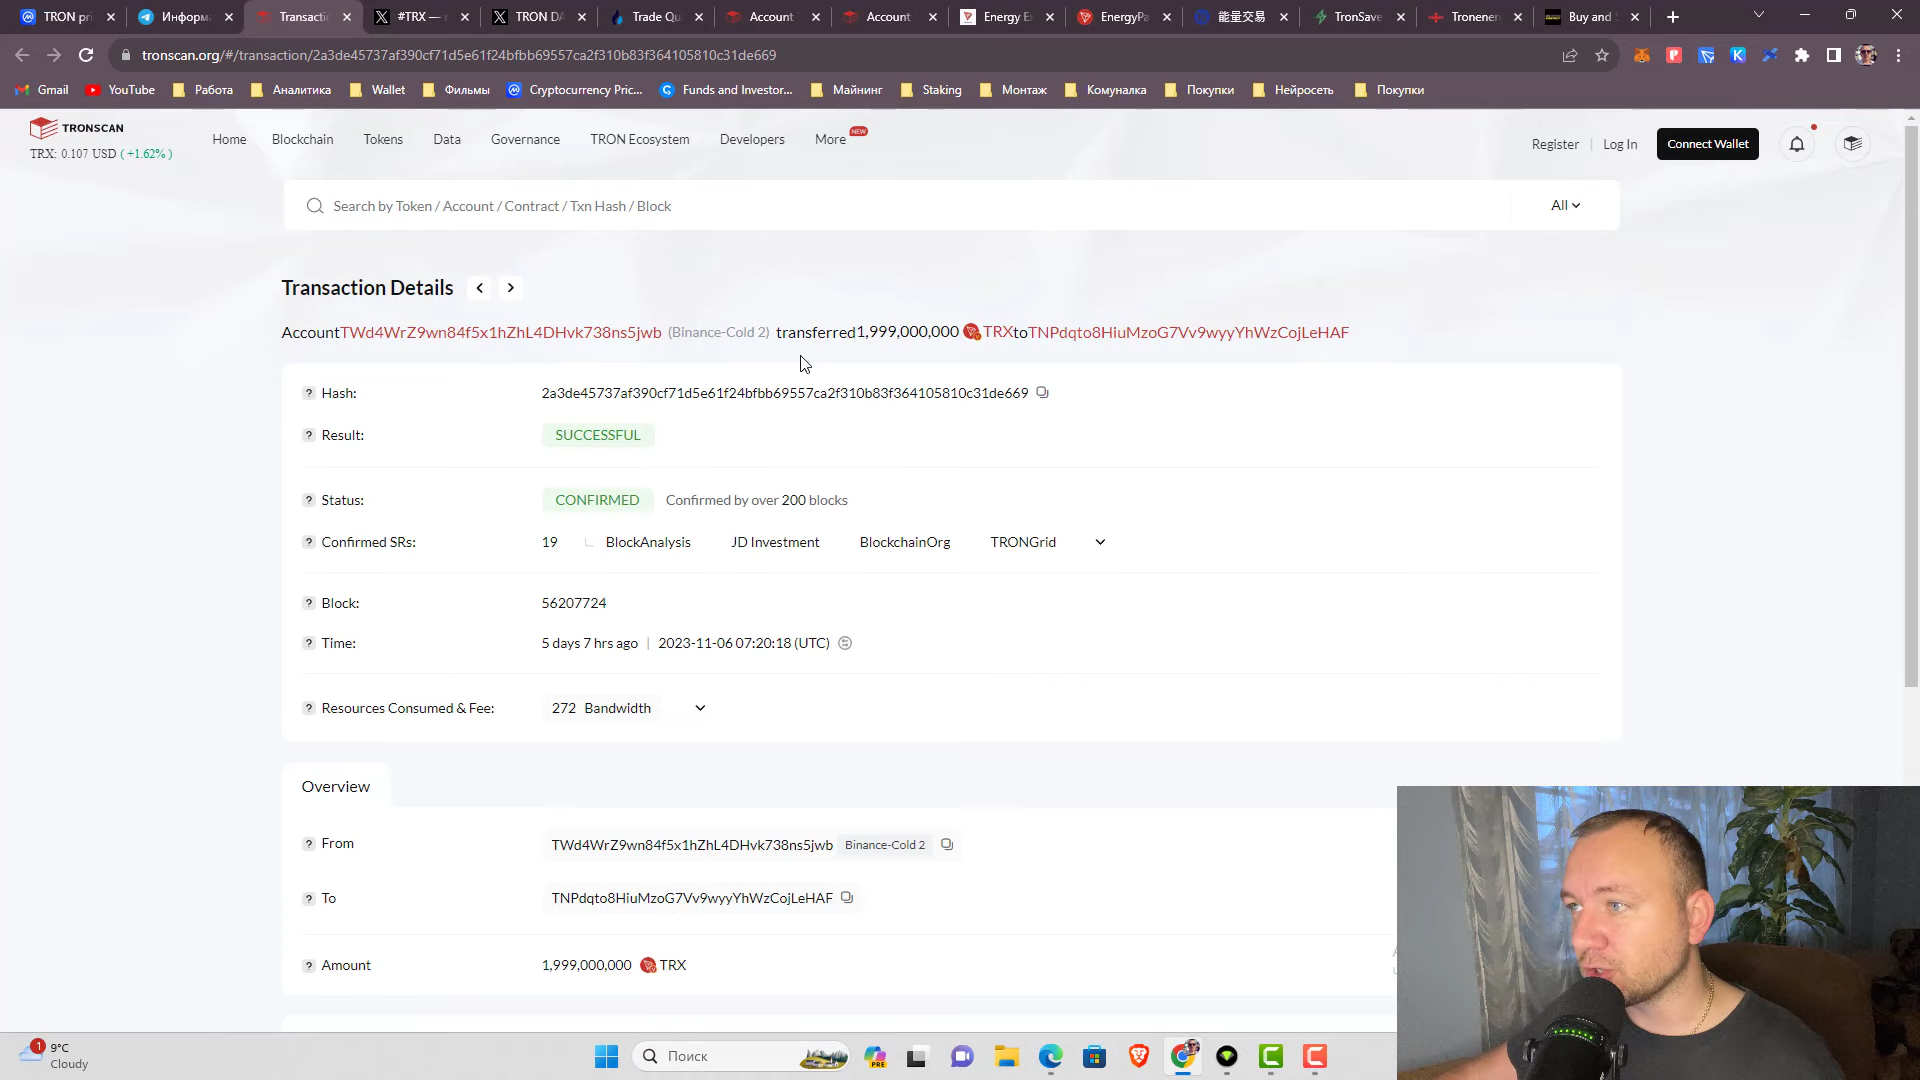 TRON pri
Информа
Transacti
#TRX —
TRON DA
Trade Qu
Account
Account
Energy E
EnergyPa
能量交易
TronSave
Tronener
Buy and
tronscan.org/#/transaction/2a3de45737af390cf71d5e61f24bfbb69557ca2f310b83f364105810c31de669
Gmail
YouTube
Работа
Аналитика
Wallet
Фильмы
Cryptocurrency Pric...
Funds and Investor...
Майнинг
Staking
Монтаж
Комуналка
Покупки
Нейросеть
Покупки
TRONSCAN
TRX: 0.107 USD ( +1.62% )
Home
Blockchain
Tokens
Data
Governance
TRON Ecosystem
Developers
More
NEW
Register
Log In
Connect Wallet
Search by Token / Account / Contract / Txn Hash / Block
All
Transaction Details
AccountTWd4WrZ9wn84f5x1hZhL4DHvk738ns5jwb (Binance-Cold 2) transferred1,999,000,000 TRXtoTNPdqto8HiuMzoG7Vv9wyyYhWzCojLeHAF
? Hash: 2a3de45737af390cf71d5e61f24bfbb69557ca2f310b83f364105810c31de669
? Result: SUCCESSFUL
? Status: CONFIRMED Confirmed by over 200 blocks
? Confirmed SRs: 19 BlockAnalysis JD Investment BlockchainOrg TRONGrid
? Block: 56207724
? Time: 5 days 7 hrs ago | 2023-11-06 07:20:18 (UTC)
? Resources Consumed & Fee: 272 Bandwidth
Overview
? From TWd4WrZ9wn84f5x1hZhL4DHvk738ns5jwb Binance-Cold 2
? To TNPdqto8HiuMzoG7Vv9wyyYhWzCojLeHAF
? Amount 1,999,000,000 TRX
1
9°C
Cloudy
Поиск
PRE